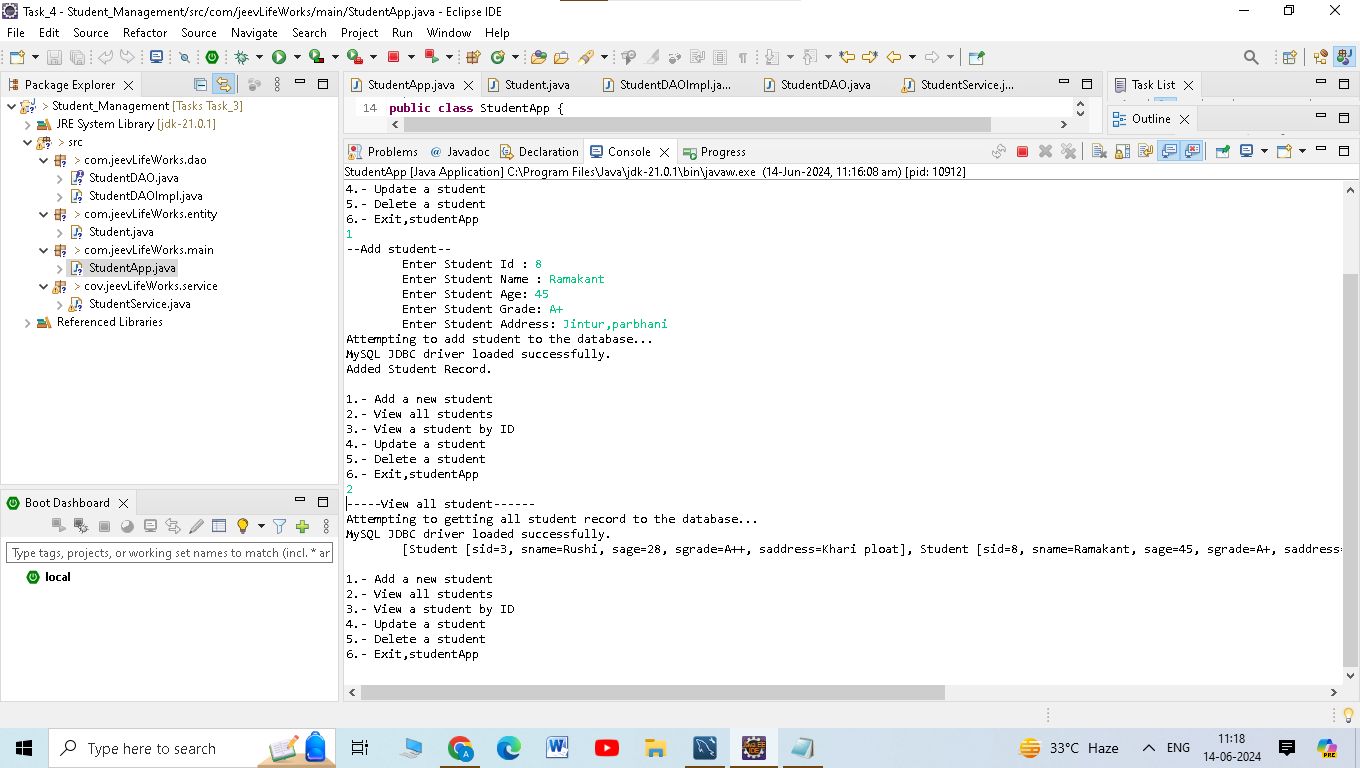 Task_4 - Student_Management/src/com/jeevLifeWorks/main/StudentApp.java - Eclipse IDE
File Edit Source Refactor Source Navigate Search Project Run Window Help
Package Explorer
StudentApp.java Student.java StudentDAOImpl.ja... StudentDAO.java StudentService.j...
Task List
14 public class StudentApp {
Outline
> Student_Management [Tasks Task_3]
JRE System Library [jdk-21.0.1]
> src
> com.jeevLifeWorks.dao
> StudentDAO.java
> StudentDAOImpl.java
> com.jeevLifeWorks.entity
> Student.java
> com.jeevLifeWorks.main
> StudentApp.java
> cov.jeevLifeWorks.service
> StudentService.java
Referenced Libraries
Problems @ Javadoc Declaration Console Progress
StudentApp [Java Application] C:\Program Files\Java\jdk-21.0.1\bin\javaw.exe (14-Jun-2024, 11:16:08 am) [pid: 10912]
4.- Update a student
5.- Delete a student
6.- Exit,studentApp
1
--Add student--
Enter Student Id : 8
Enter Student Name : Ramakant
Enter Student Age: 45
Enter Student Grade: A+
Enter Student Address: Jintur,parbhani
Attempting to add student to the database...
MySQL JDBC driver loaded successfully.
Added Student Record.
1.- Add a new student
2.- View all students
3.- View a student by ID
4.- Update a student
5.- Delete a student
6.- Exit,studentApp
2
-----View all student------
Attempting to getting all student record to the database...
MySQL JDBC driver loaded successfully.
[Student [sid=3, sname=Rushi, sage=28, sgrade=A++, saddress=Khari ploat], Student [sid=8, sname=Ramakant, sage=45, sgrade=A+, saddress=
1.- Add a new student
2.- View all students
3.- View a student by ID
4.- Update a student
5.- Delete a student
6.- Exit,studentApp
Boot Dashboard
Type tags, projects, or working set names to match (incl. * ar
local
Type here to search
33°C Haze
ENG
11:18
14-06-2024
PRE